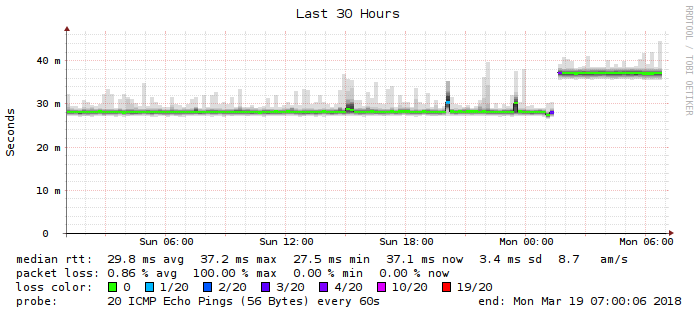 Last 30 Hours
RRDTOOL / TOBI OETIKER
Seconds
40 m
30 m
20 m
10 m
0
Sun 06:00 Sun 12:00 Sun 18:00 Mon 00:00 Mon 06:00
median rtt: 29.8 ms avg 37.2 ms max 27.5 ms min 37.1 ms now 3.4 ms sd 8.7 am/s
packet loss: 0.86 % avg 100.00 % max 0.00 % min 0.00 % now
loss color: 0 1/20 2/20 3/20 4/20 10/20 19/20
probe: 20 ICMP Echo Pings (56 Bytes) every 60s end: Mon Mar 19 07:00:06 2018